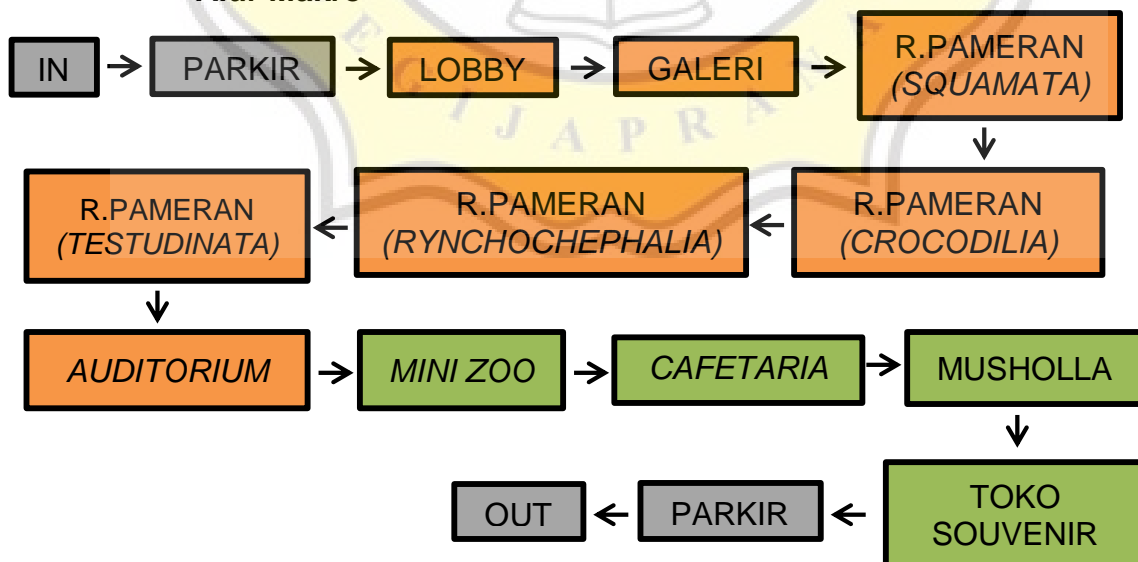 IN
PARKIR
LOBBY
GALERI
R.PAMERAN
(SQUAMATA)
R.PAMERAN
(CROCODILIA)
R.PAMERAN
(RYNCHOCHEPHALIA)
R.PAMERAN
(TESTUDINATA)
AUDITORIUM
MINI ZOO
CAFETARIA
MUSHOLLA
TOKO
SOUVENIR
PARKIR
OUT